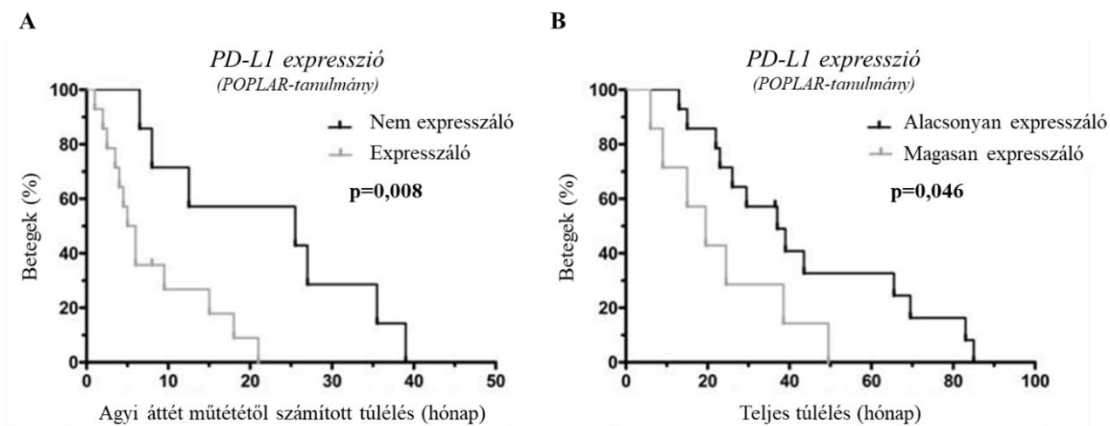 A
PD-L1 expresszió
(POPLAR-tanulmány)
Nem expresszáló
Expresszáló
p=0,008
Betegek (%)
100
80
60
40
20
0
0 10 20 30 40 50
Agyi áttét műtététől számított túlélés (hónap)
B
PD-L1 expresszió
(POPLAR-tanulmány)
Alacsonyan expresszáló
Magasan expresszáló
p=0,046
Betegek (%)
100
80
60
40
20
0
0 20 40 60 80 100
Teljes túlélés (hónap)